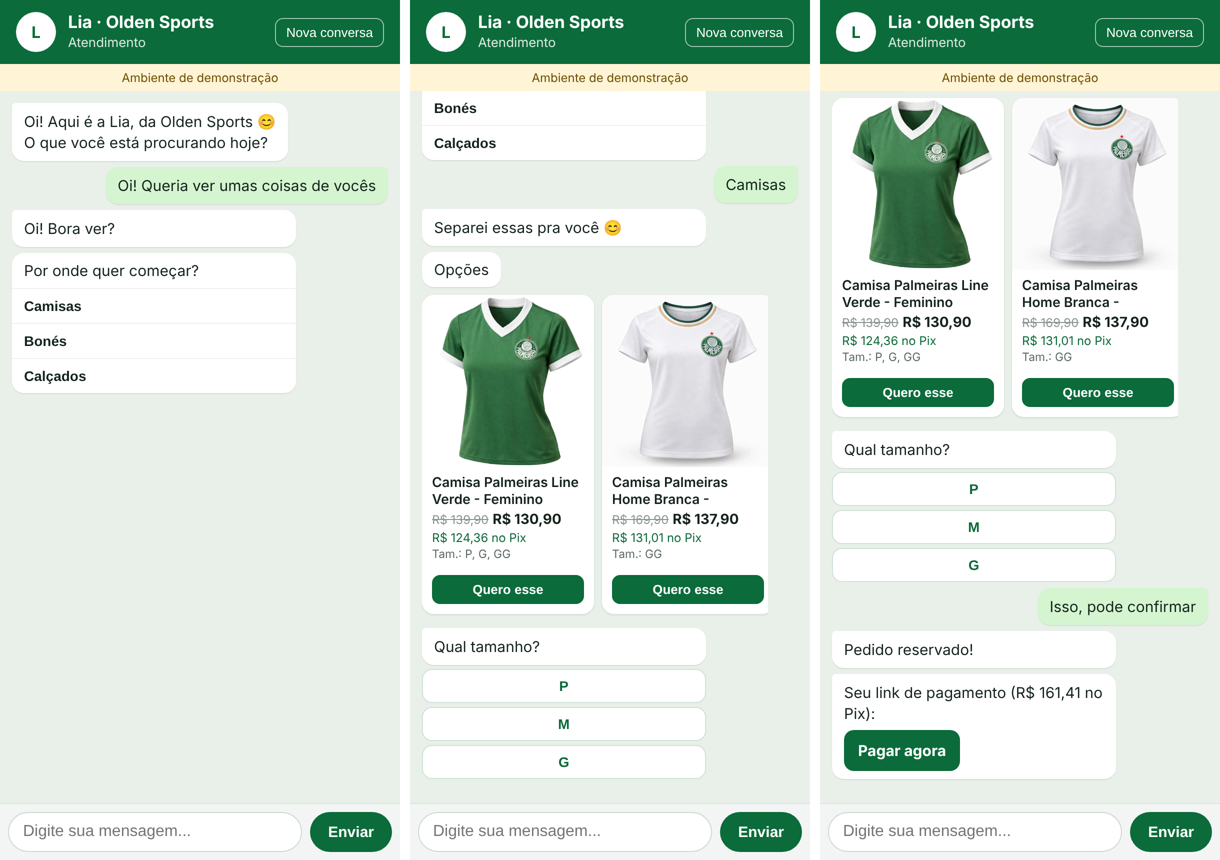 L
Lia · Olden Sports
Atendimento
Nova conversa
Ambiente de demonstração
Oi! Aqui é a Lia, da Olden Sports 😊
O que você está procurando hoje?
Oi! Queria ver umas coisas de vocês
Oi! Bora ver?
Por onde quer começar?
Camisas
Bonés
Calçados
Digite sua mensagem...
Enviar
L
Lia · Olden Sports
Atendimento
Nova conversa
Ambiente de demonstração
Bonés
Calçados
Camisas
Separei essas pra você 😊
Opções
Camisa Palmeiras Line
Verde - Feminino
R$ 139,90 R$ 130,90
R$ 124,36 no Pix
Tam.: P, G, GG
Quero esse
Camisa Palmeiras
Home Branca -
R$ 169,90 R$ 137,90
R$ 131,01 no Pix
Tam.: GG
Quero esse
Qual tamanho?
P
M
G
Digite sua mensagem...
Enviar
L
Lia · Olden Sports
Atendimento
Nova conversa
Ambiente de demonstração
Camisa Palmeiras Line
Verde - Feminino
R$ 139,90 R$ 130,90
R$ 124,36 no Pix
Tam.: P, G, GG
Quero esse
Camisa Palmeiras
Home Branca -
R$ 169,90 R$ 137,90
R$ 131,01 no Pix
Tam.: GG
Quero esse
Qual tamanho?
P
M
G
Isso, pode confirmar
Pedido reservado!
Seu link de pagamento (R$ 161,41 no
Pix):
Pagar agora
Digite sua mensagem...
Enviar